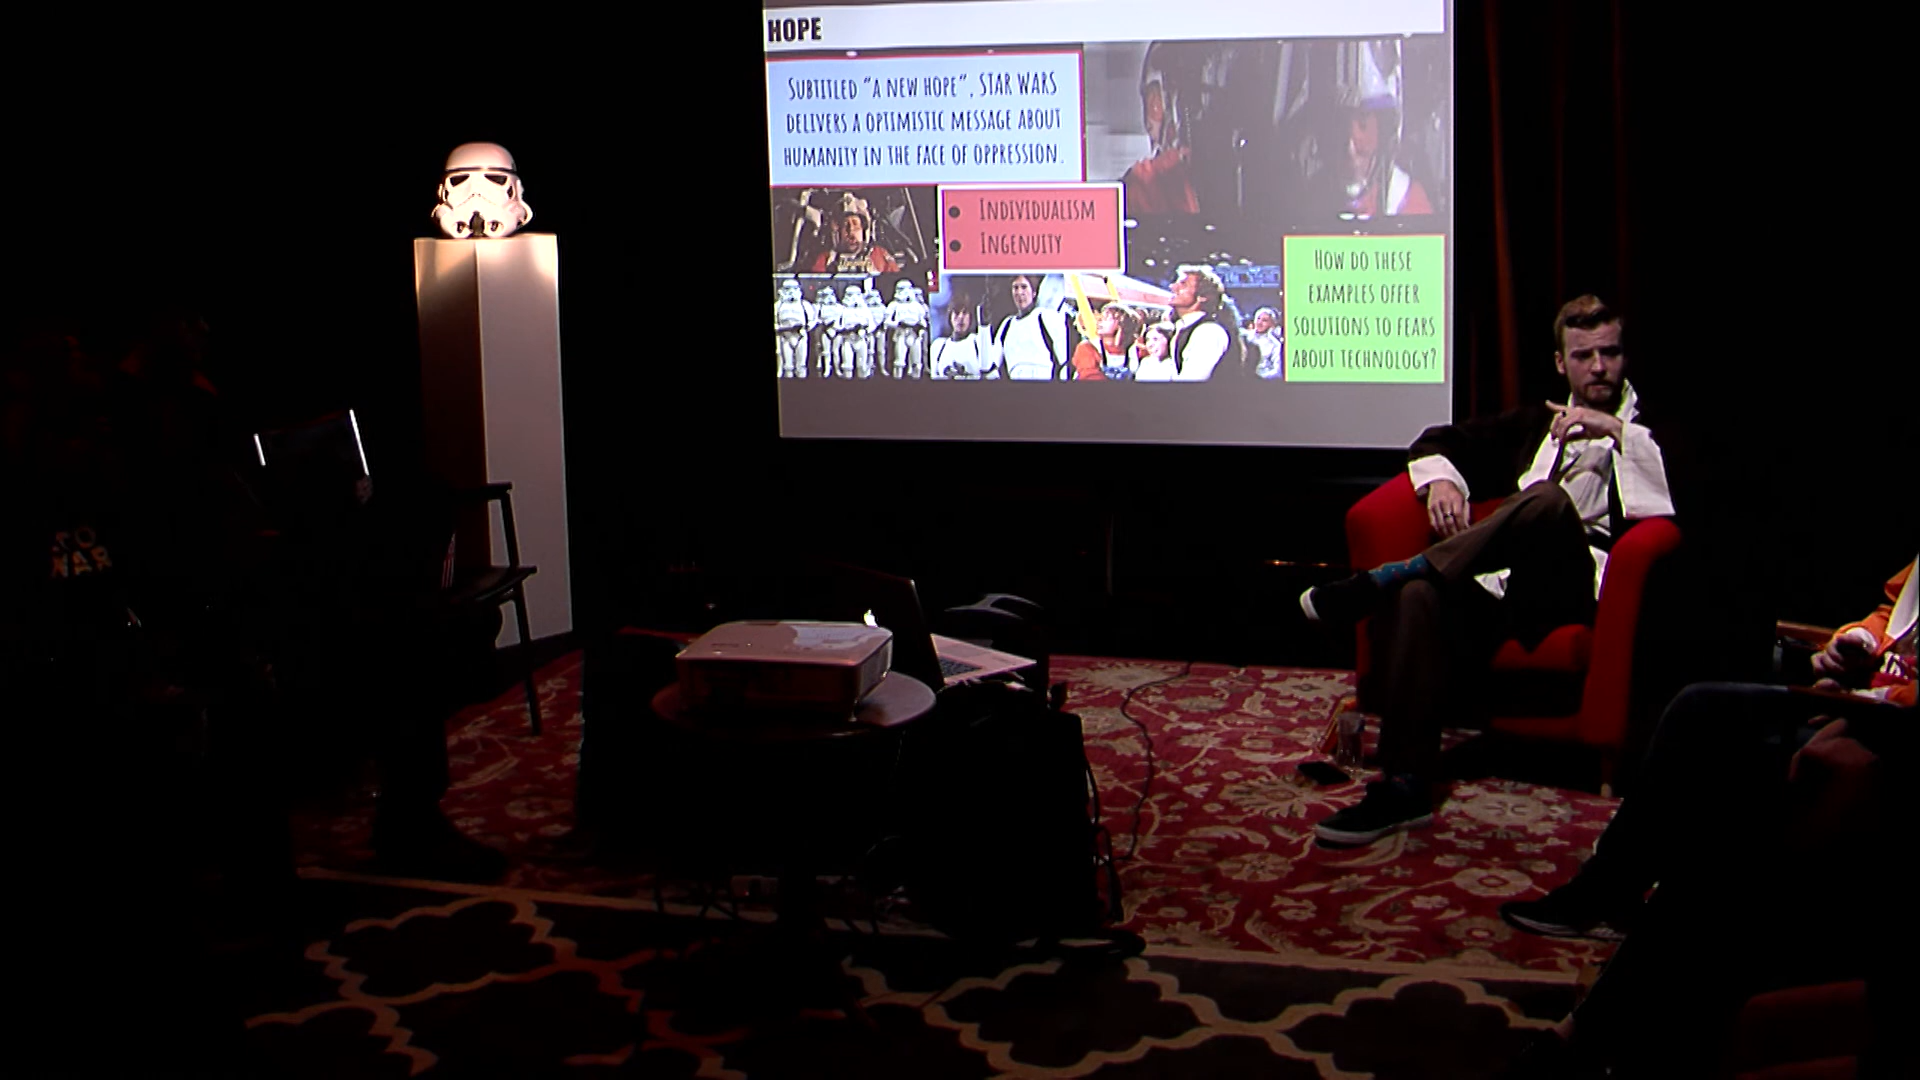 HOPE
SUBTITLED "A NEW HOPE", STAR WARS
DELIVERS A OPTIMISTIC MESSAGE ABOUT
HUMANITY IN THE FACE OF OPPRESSION.
• INDIVIDUALISM
• INGENUITY
HOW DO THESE
EXAMPLES OFFER
SOLUTIONS TO FEARS
ABOUT TECHNOLOGY?